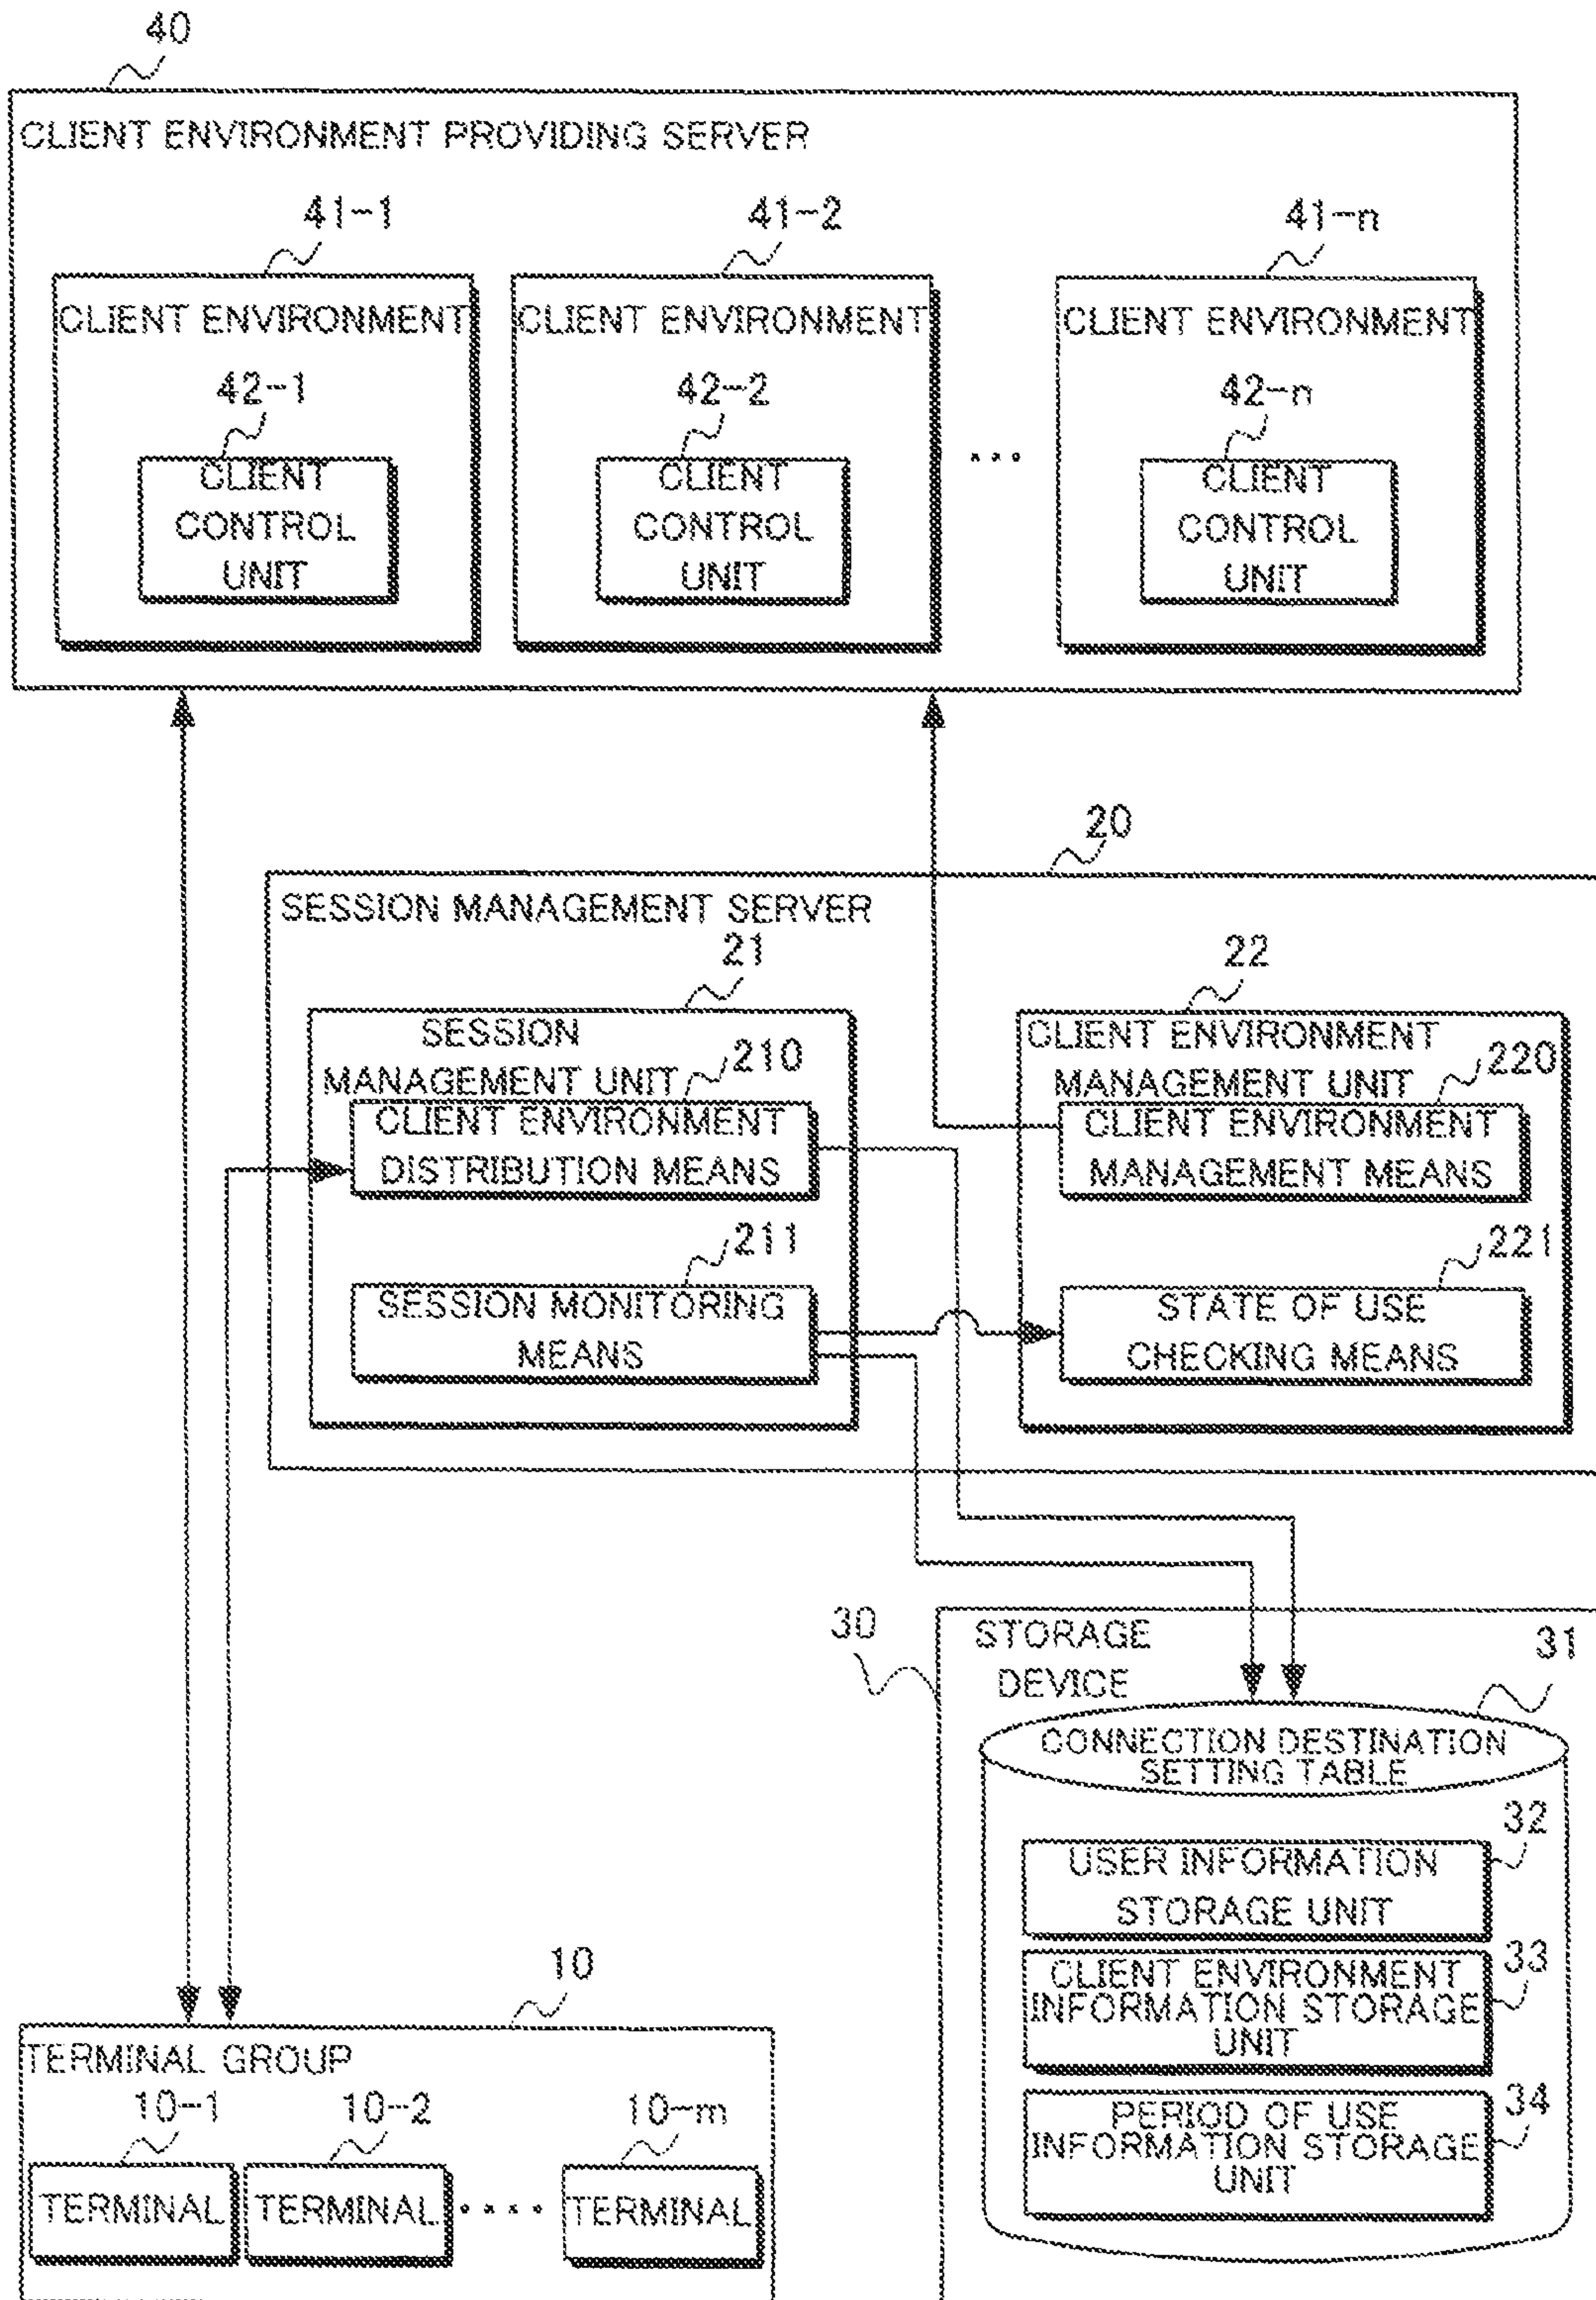 40
CLIENT ENVIRONMENT PROVIDING SERVER
41-1
41-2
41-n
CLIENT ENVIRONMENT
CLIENT ENVIRONMENT
CLIENT ENVIRONMENT
42-1
42-2
42-n
CLIENT
CONTROL
UNIT
CLIENT
CONTROL
UNIT
CLIENT
CONTROL
UNIT
20
SESSION MANAGEMENT SERVER
21
22
SESSION
MANAGEMENT UNIT
210
CLIENT ENVIRONMENT
DISTRIBUTION MEANS
211
SESSION MONITORING
MEANS
CLIENT ENVIRONMENT
MANAGEMENT UNIT
220
CLIENT ENVIRONMENT
MANAGEMENT MEANS
221
STATE OF USE
CHECKING MEANS
30
STORAGE
DEVICE
31
CONNECTION DESTINATION
SETTING TABLE
32
USER INFORMATION
STORAGE UNIT
33
CLIENT ENVIRONMENT
INFORMATION STORAGE
UNIT
34
PERIOD OF USE
INFORMATION STORAGE
UNIT
10
TERMINAL GROUP
10-1
10-2
10-m
TERMINAL
TERMINAL
TERMINAL